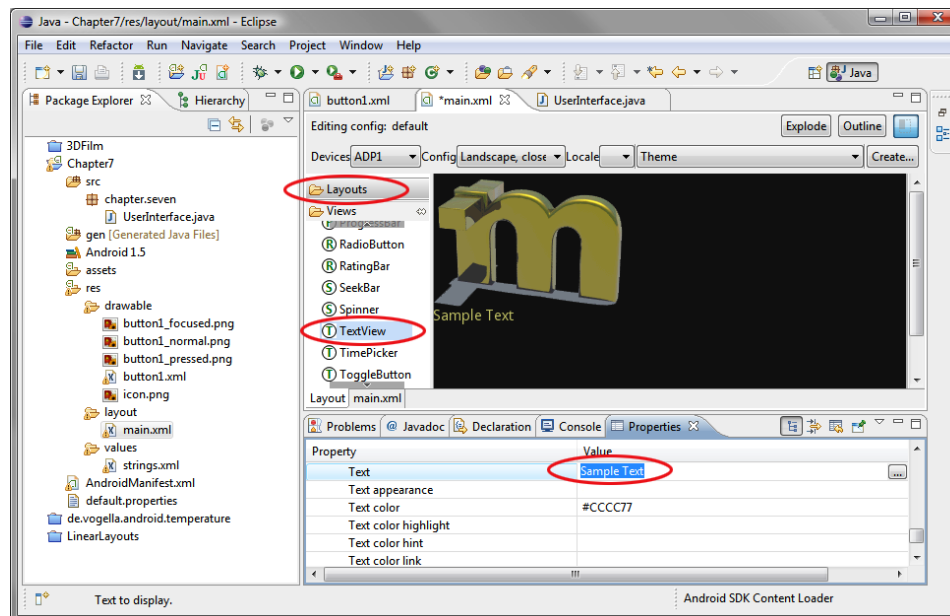 Java - Chapter7/res/layout/main.xml - Eclipse
File Edit Refactor Run Navigate Search Project Window Help
Java
Package Explorer
Hierarchy
3DFilm
Chapter7
src
chapter.seven
UserInterface.java
gen [Generated Java Files]
Android 1.5
assets
res
drawable
button1_focused.png
button1_normal.png
button1_pressed.png
button1.xml
icon.png
layout
main.xml
values
strings.xml
AndroidManifest.xml
default.properties
de.vogella.android.temperature
LinearLayouts
button1.xml *main.xml UserInterface.java
Editing config: default
Explode Outline
Devices ADP1 Config Landscape, close Locale Theme Create...
Layouts
Views
ProgressBar
RadioButton
RatingBar
SeekBar
Spinner
TextView
TimePicker
ToggleButton
m
Sample Text
Layout main.xml
Problems @ Javadoc Declaration Console Properties
Property Value
Text Sample Text ...
Text appearance
Text color #CCCC77
Text color highlight
Text color hint
Text color link
Text to display.
Android SDK Content Loader